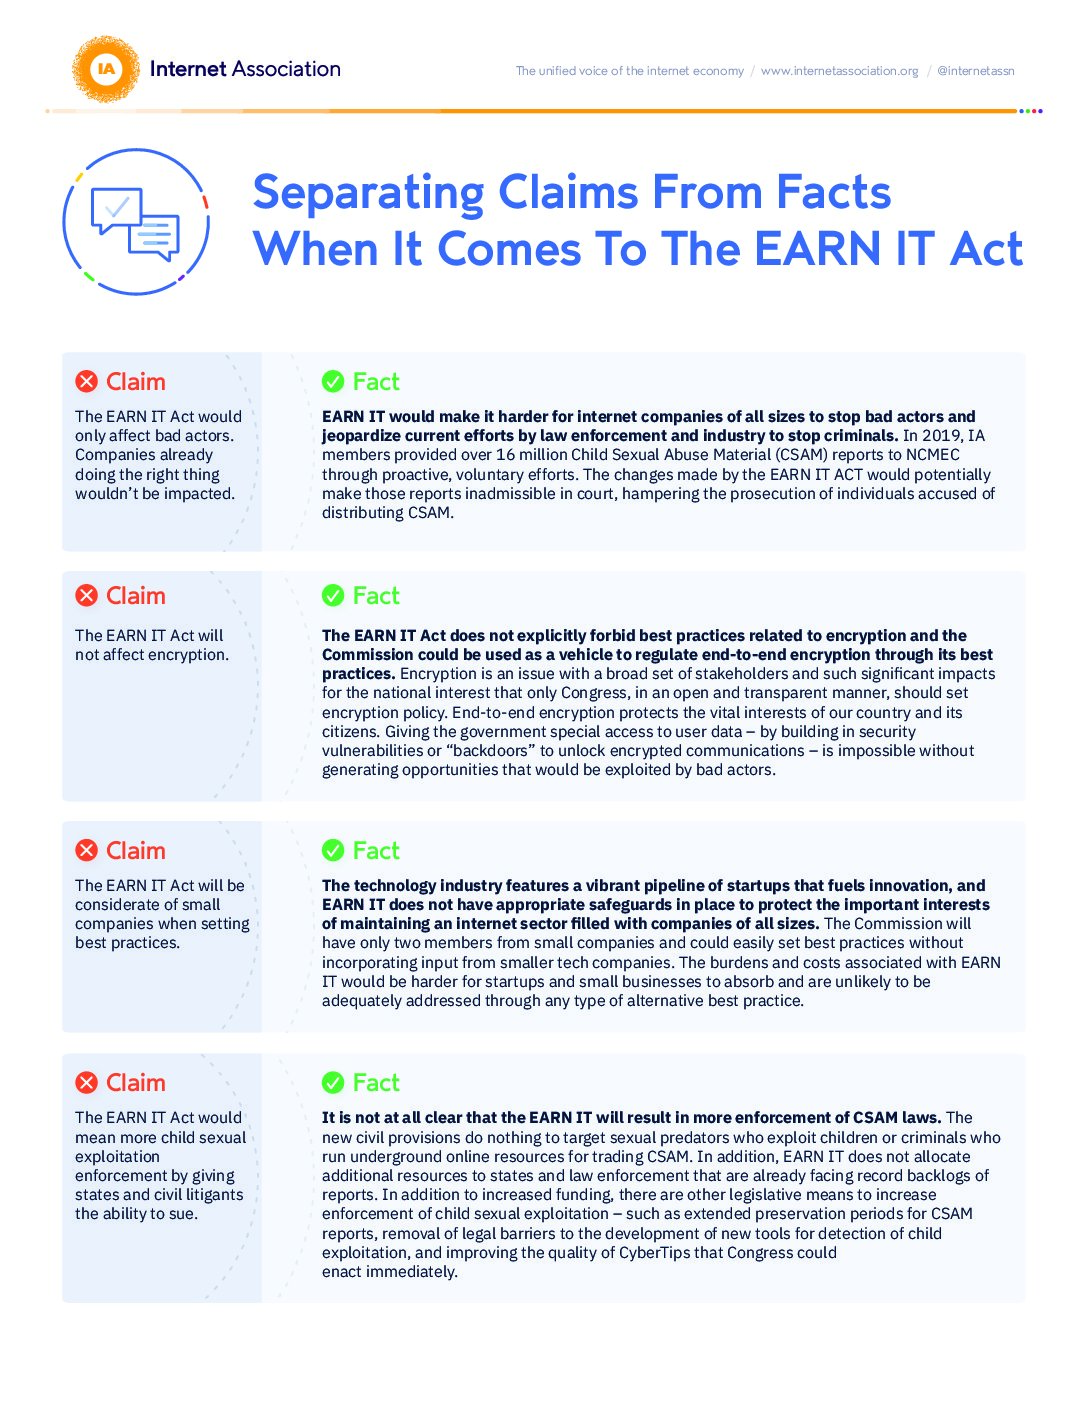 IA Internet Association
The unified voice of the internet economy / www.internetassociation.org / @internetassn
Separating Claims From Facts
When It Comes To The EARN IT Act
Claim
The EARN IT Act would
only affect bad actors.
Companies already
doing the right thing
wouldn't be impacted.
Fact
EARN IT would make it harder for internet companies of all sizes to stop bad actors and
jeopardize current efforts by law enforcement and industry to stop criminals. In 2019, IA
members provided over 16 million Child Sexual Abuse Material (CSAM) reports to NCMEC
through proactive, voluntary efforts. The changes made by the EARN IT ACT would potentially
make those reports inadmissible in court, hampering the prosecution of individuals accused of
distributing CSAM.
Claim
The EARN IT Act will
not affect encryption.
Fact
The EARN IT Act does not explicitly forbid best practices related to encryption and the
Commission could be used as a vehicle to regulate end-to-end encryption through its best
practices. Encryption is an issue with a broad set of stakeholders and such significant impacts
for the national interest that only Congress, in an open and transparent manner, should set
encryption policy. End-to-end encryption protects the vital interests of our country and its
citizens. Giving the government special access to user data – by building in security
vulnerabilities or “backdoors” to unlock encrypted communications – is impossible without
generating opportunities that would be exploited by bad actors.
Claim
The EARN IT Act will be
considerate of small
companies when setting
best practices.
Fact
The technology industry features a vibrant pipeline of startups that fuels innovation, and
EARN IT does not have appropriate safeguards in place to protect the important interests
of maintaining an internet sector filled with companies of all sizes. The Commission will
have only two members from small companies and could easily set best practices without
incorporating input from smaller tech companies. The burdens and costs associated with EARN
IT would be harder for startups and small businesses to absorb and are unlikely to be
adequately addressed through any type of alternative best practice.
Claim
The EARN IT Act would
mean more child sexual
exploitation
enforcement by giving
states and civil litigants
the ability to sue.
Fact
It is not at all clear that the EARN IT will result in more enforcement of CSAM laws. The
new civil provisions do nothing to target sexual predators who exploit children or criminals who
run underground online resources for trading CSAM. In addition, EARN IT does not allocate
additional resources to states and law enforcement that are already facing record backlogs of
reports. In addition to increased funding, there are other legislative means to increase
enforcement of child sexual exploitation – such as extended preservation periods for CSAM
reports, removal of legal barriers to the development of new tools for detection of child
exploitation, and improving the quality of CyberTips that Congress could
enact immediately.